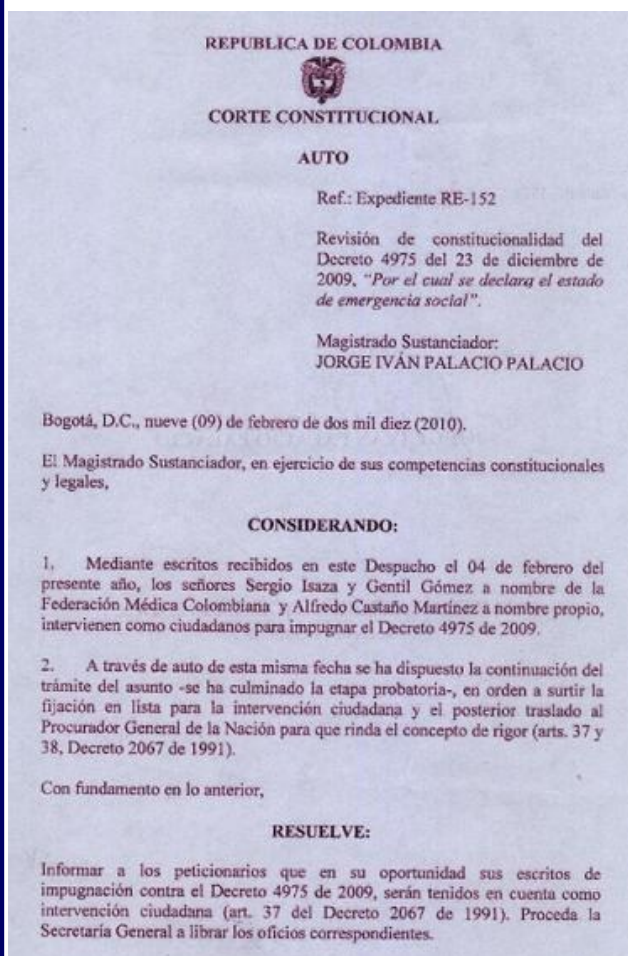 REPUBLICA DE COLOMBIA
CORTE CONSTITUCIONAL
AUTO
Ref.: Expediente RE-152
Revisión de constitucionalidad del
Decreto 4975 del 23 de diciembre de
2009, "Por el cual se declara el estado
de emergencia social".
Magistrado Sustanciador:
JORGE IVÁN PALACIO PALACIO
Bogotá, D.C., nueve (09) de febrero de dos mil diez (2010).
El Magistrado Sustanciador, en ejercicio de sus competencias constitucionales
y legales,
CONSIDERANDO:
1. Mediante escritos recibidos en este Despacho el 04 de febrero del
presente año, los señores Sergio Isaza y Gentil Gómez a nombre de la
Federación Médica Colombiana y Alfredo Castaño Martínez a nombre propio,
intervienen como ciudadanos para impugnar el Decreto 4975 de 2009.
2. A través de auto de esta misma fecha se ha dispuesto la continuación del
trámite del asunto -se ha culminado la etapa probatoria-, en orden a surtir la
fijación en lista para la intervención ciudadana y el posterior traslado al
Procurador General de la Nación para que rinda el concepto de rigor (arts. 37 y
38, Decreto 2067 de 1991).
Con fundamento en lo anterior,
RESUELVE:
Informar a los peticionarios que en su oportunidad sus escritos de
impugnación contra el Decreto 4975 de 2009, serán tenidos en cuenta como
intervención ciudadana (art. 37 del Decreto 2067 de 1991). Proceda la
Secretaría General a librar los oficios correspondientes.